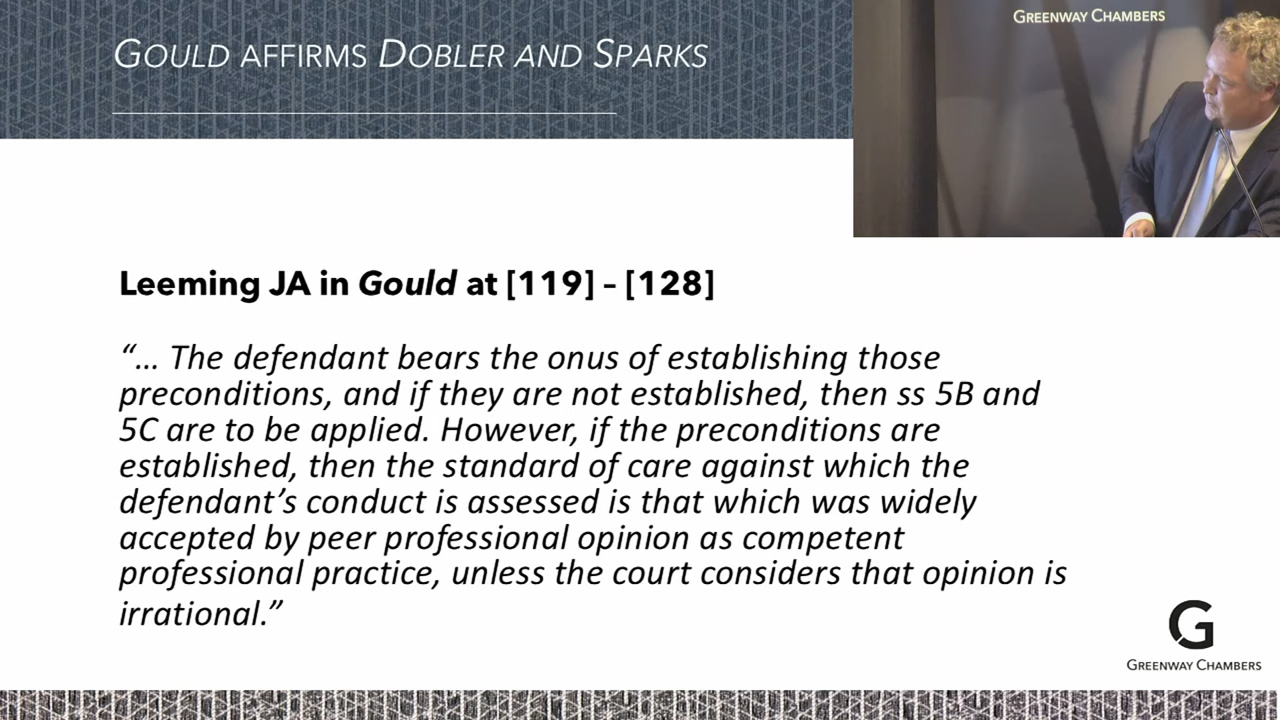 GOULD AFFIRMS DOBLER AND SPARKS
GREENWAY CHAMBERS
Leeming JA in Gould at [119] – [128]
“… The defendant bears the onus of establishing those
preconditions, and if they are not established, then ss 5B and
5C are to be applied. However, if the preconditions are
established, then the standard of care against which the
defendant’s conduct is assessed is that which was widely
accepted by peer professional opinion as competent
professional practice, unless the court considers that opinion is
irrational.”
G
GREENWAY CHAMBERS